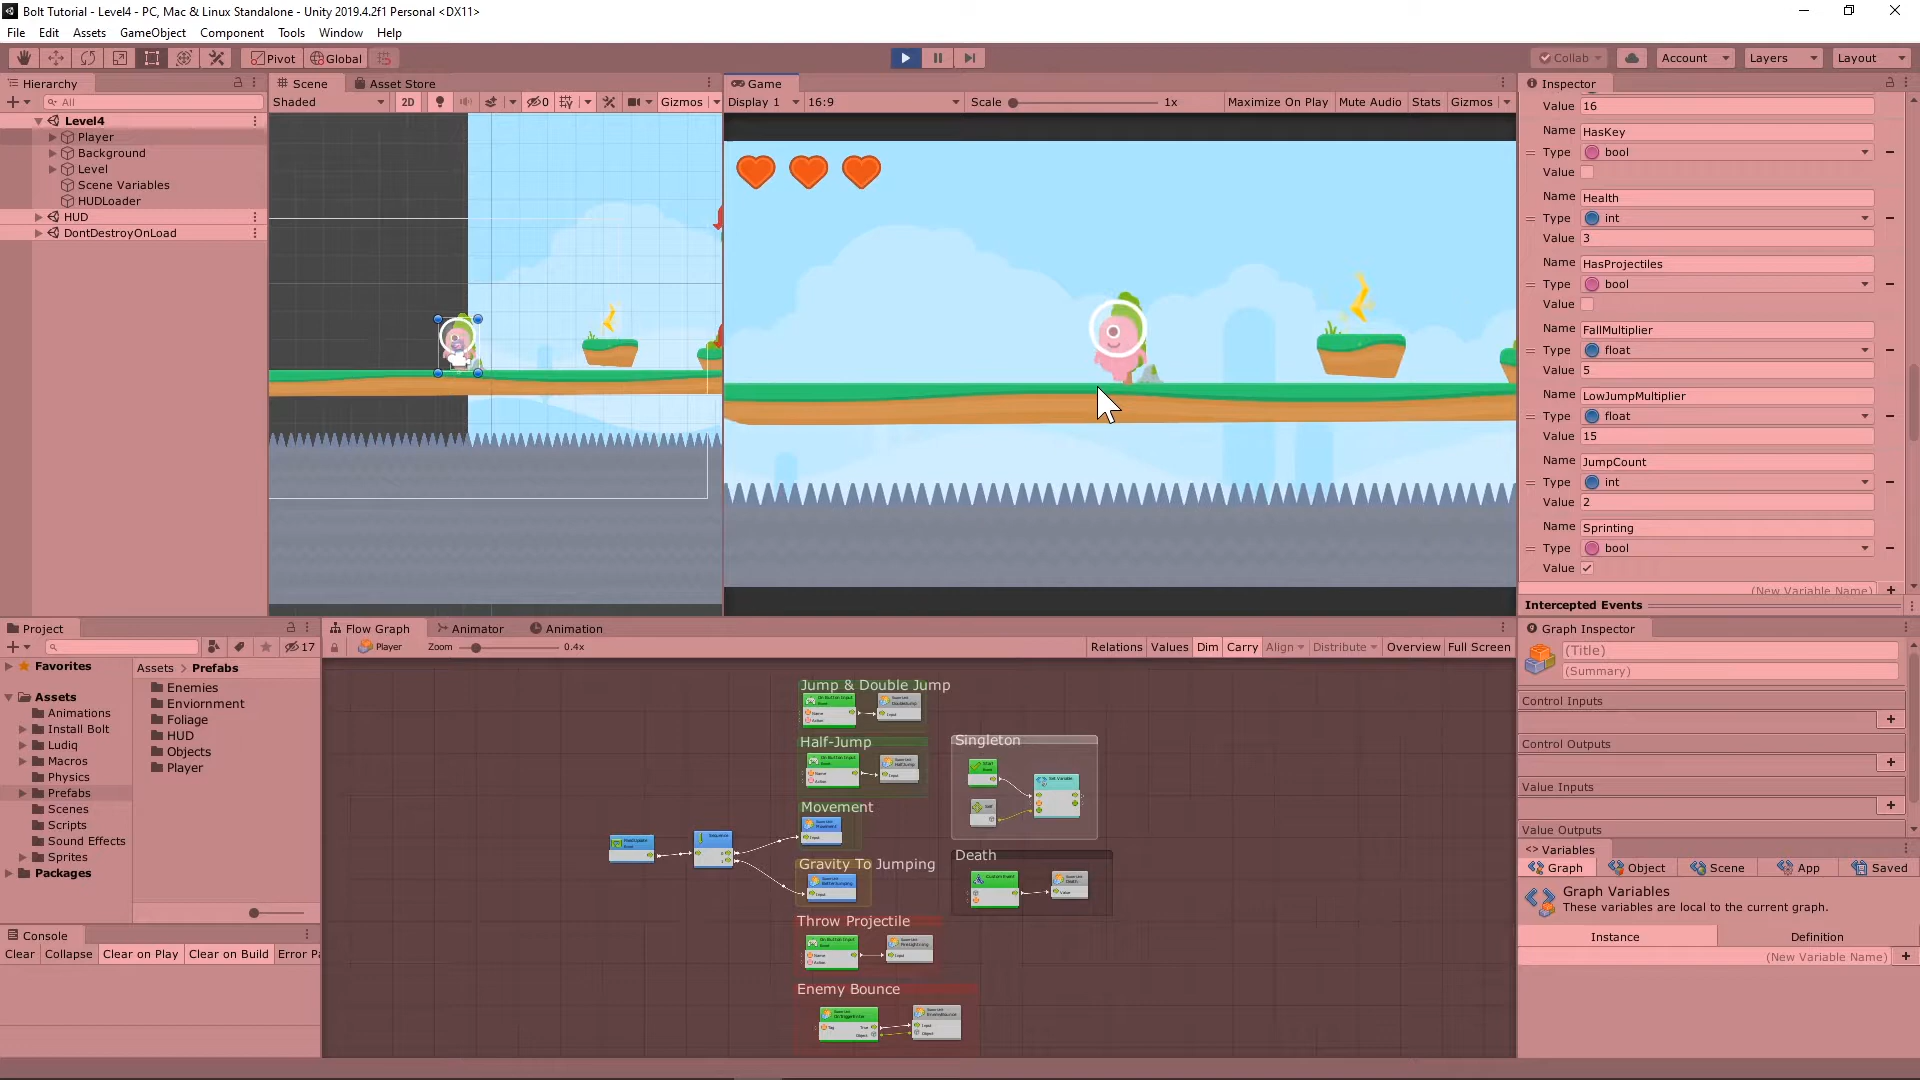 Bolt Tutorial - Level4 - PC, Mac & Linux Standalone - Unity 2019.4.2f1 Personal <DX11>
File Edit Assets GameObject Component Tools Window Help
Pivot Global Collab Account Layers Layout
Hierarchy
All
Level4
Player
Background
Level
Scene Variables
HUDLoader
HUD
DontDestroyOnLoad
Scene Asset Store
Shaded 2D 0 Gizmos
Game
Display 1 16:9 Scale 1x Maximize On Play Mute Audio Stats Gizmos
Inspector
Value 16
Name HasKey
Type bool
Value
Name Health
Type int
Value 3
Name HasProjectiles
Type bool
Value
Name FallMultiplier
Type float
Value 5
Name LowJumpMultiplier
Type float
Value 15
Name JumpCount
Type int
Value 2
Name Sprinting
Type bool
Value
(New Variable Name)
Intercepted Events
Project
17
Favorites
Assets
Animations
Install Bolt
Ludiq
Macros
Physics
Prefabs
Scenes
Scripts
Sound Effects
Sprites
Packages
Assets > Prefabs
Enemies
Enviornment
Foliage
HUD
Objects
Player
Console
Clear Collapse Clear on Play Clear on Build Error P
Flow Graph Animator Animation
Player Zoom 0.4x Relations Values Dim Carry Align Distribute Overview Full Screen
Jump & Double Jump
Half-Jump
Movement
Gravity To Jumping
Throw Projectile
Enemy Bounce
Singleton
Death
Graph Inspector
(Title)
(Summary)
Control Inputs
Control Outputs
Value Inputs
Value Outputs
Variables
Graph Object Scene App Saved
Graph Variables
These variables are local to the current graph.
Instance Definition
(New Variable Name)